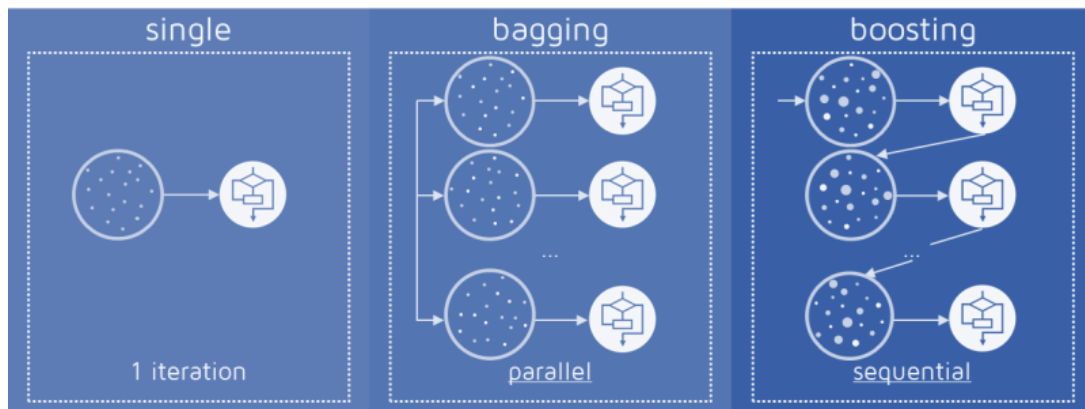 single
bagging
boosting
...
...
1 iteration
parallel
sequential